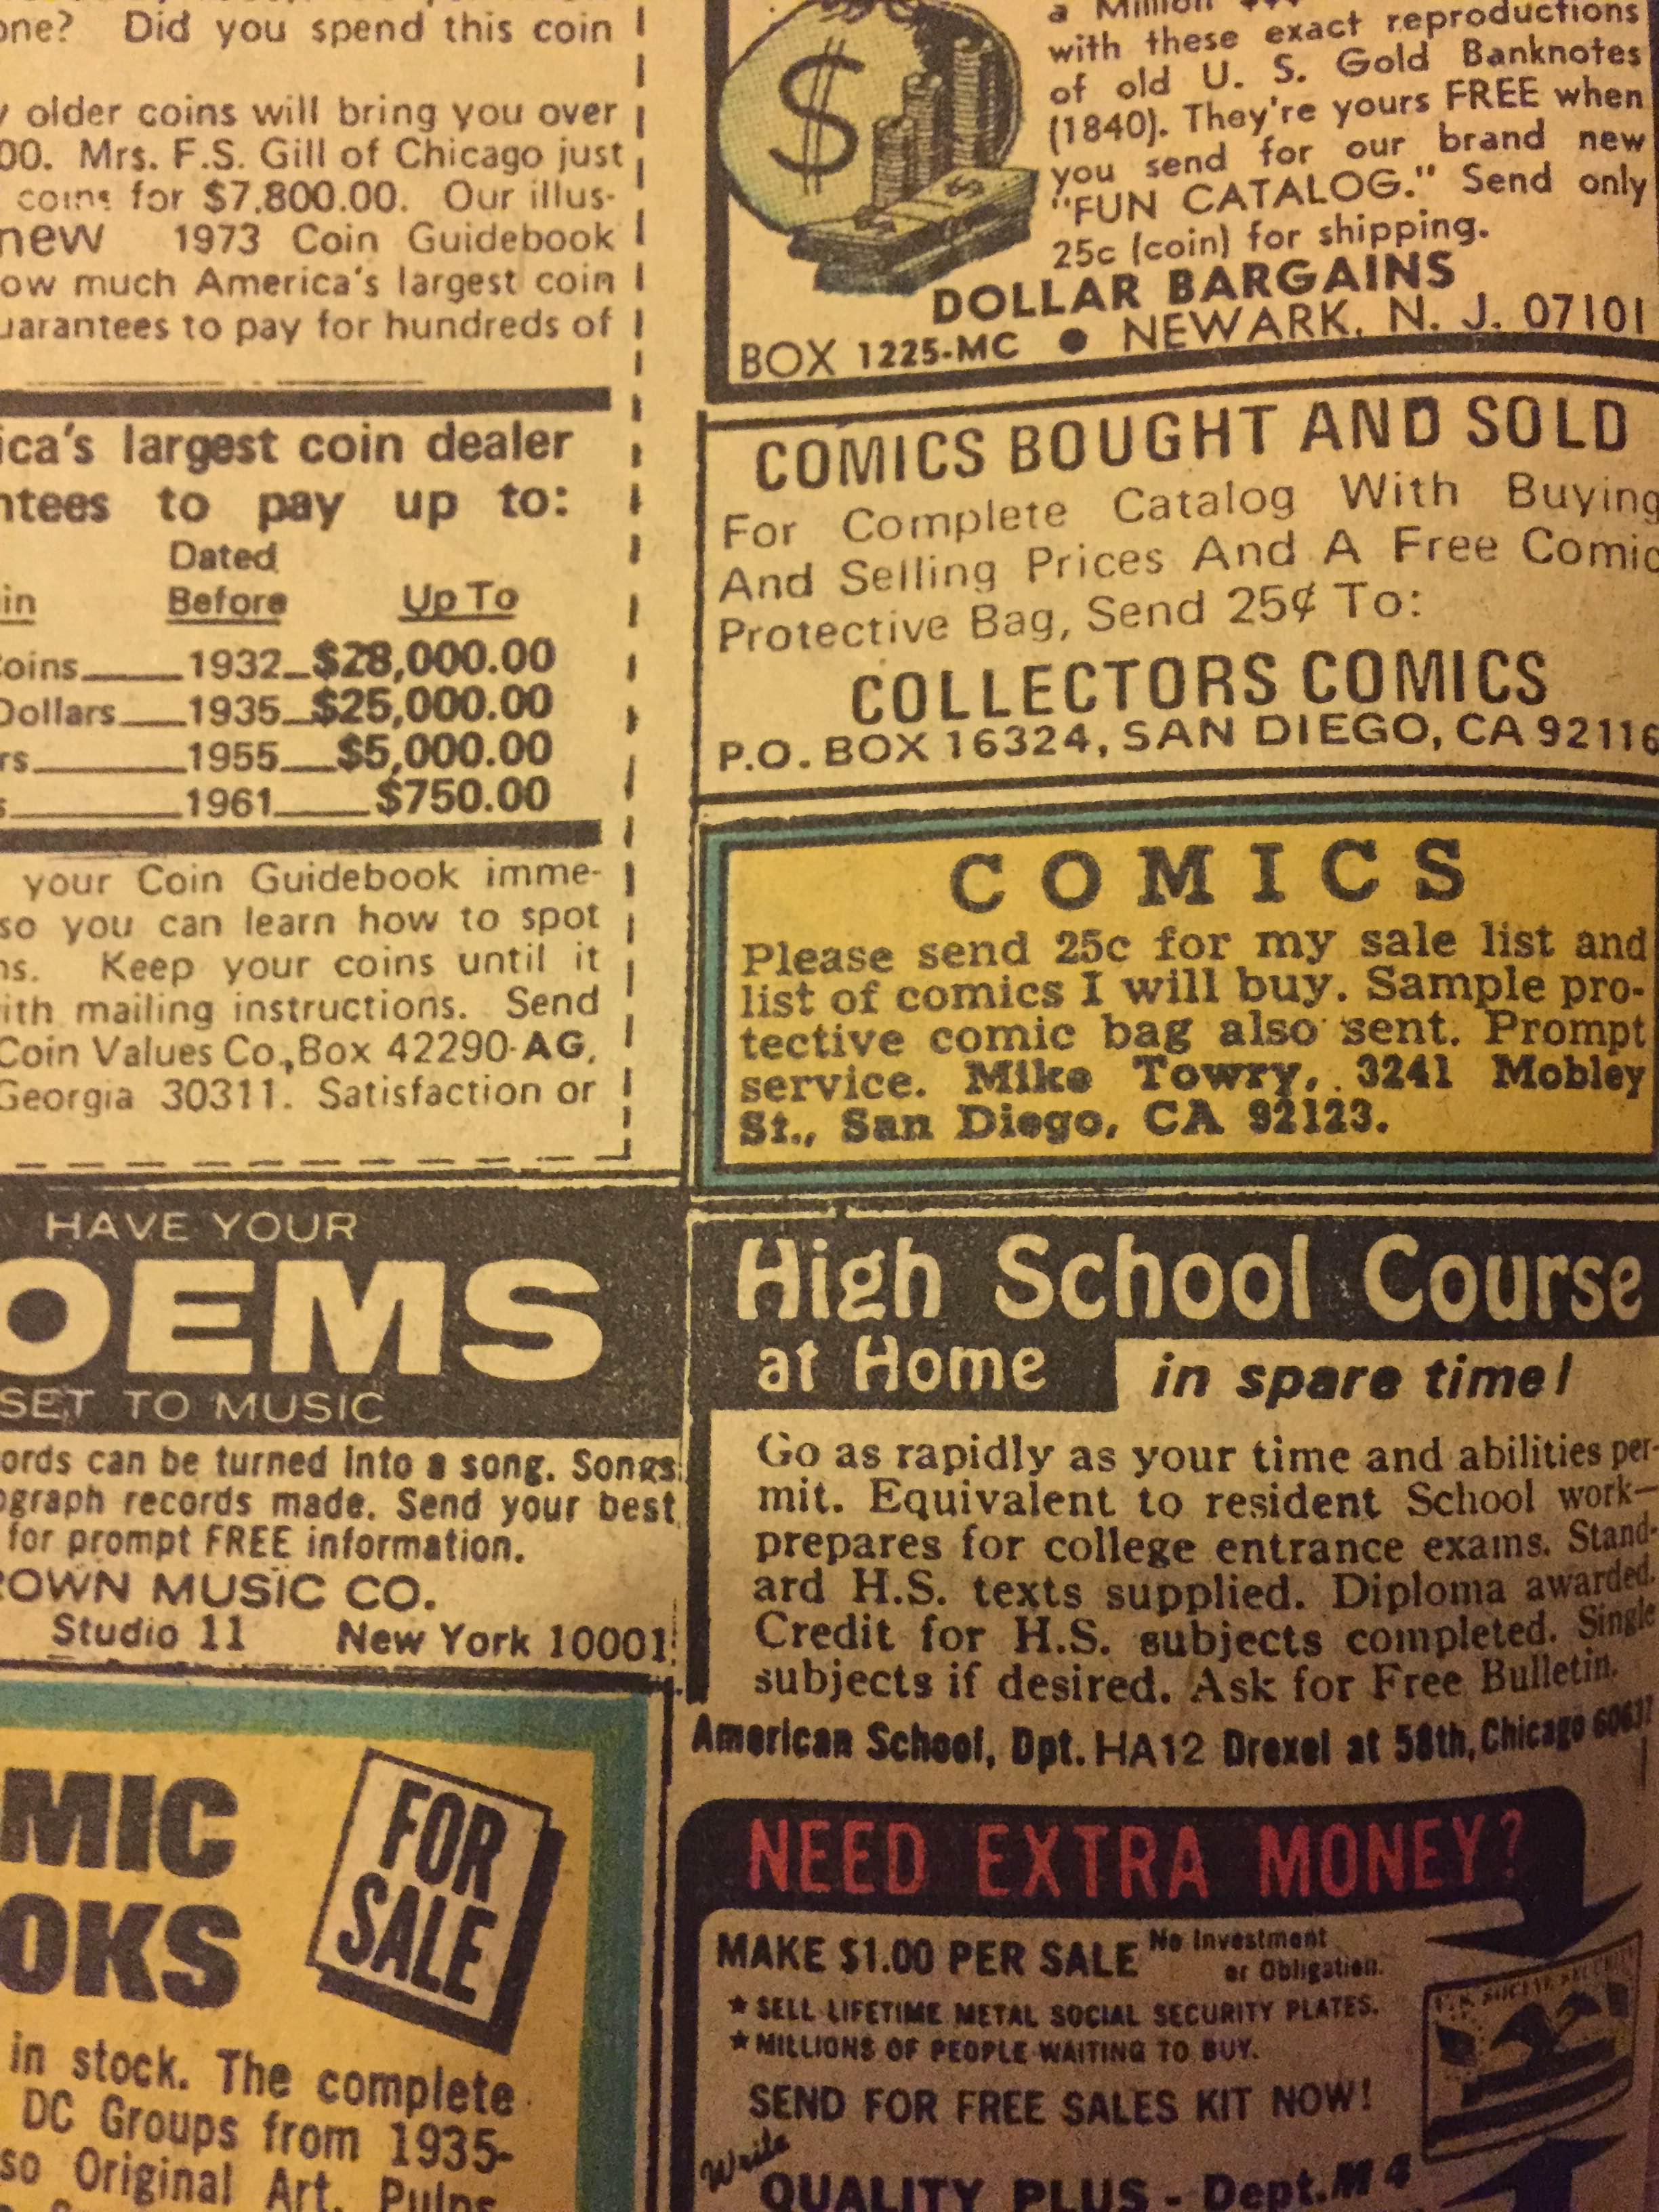 one? Did you spend this coin
older coins will bring you over
00. Mrs. F.S. Gill of Chicago just
coins for $7,800.00. Our illus-
new 1973 Coin Guidebook
ow much America's largest coin
uarantees to pay for hundreds of
ica's largest coin dealer
ntees to pay up to:
Dated
in Before Up To
Coins 1932 $28,000.00
Dollars 1935 $25,000.00
rs 1955 $5,000.00
s 1961 $750.00
your Coin Guidebook imme-
so you can learn how to spot
ns. Keep your coins until it
ith mailing instructions. Send
Coin Values Co., Box 42290-AG,
Georgia 30311. Satisfaction or
HAVE YOUR
OEMS
SET TO MUSIC
ords can be turned into a song. Songs
ograph records made. Send your best
for prompt FREE information.
ROWN MUSIC CO.
Studio 11 New York 10001
MIC
OKS
FOR
SALE
in stock. The complete
DC Groups from 1935-
so Original Art, Pulps
a Million
with these exact reproductions
of old U. S. Gold Banknotes
(1840). They're yours FREE when
you send for our brand new
"FUN CATALOG." Send only
25c (coin) for shipping.
DOLLAR BARGAINS
BOX 1225-MC ● NEWARK, N. J. 07101
COMICS BOUGHT AND SOLD
For Complete Catalog With Buying
And Selling Prices And A Free Comic
Protective Bag, Send 25¢ To:
COLLECTORS COMICS
P.O. BOX 16324, SAN DIEGO, CA 92116
COMICS
Please send 25c for my sale list and
list of comics I will buy. Sample pro-
tective comic bag also sent. Prompt
service. Mike Towry, 3241 Mobley
St., San Diego, CA 92123.
High School Course
at Home in spare time!
Go as rapidly as your time and abilities per-
mit. Equivalent to resident School work—
prepares for college entrance exams. Stand-
ard H.S. texts supplied. Diploma awarded.
Credit for H.S. subjects completed. Single
subjects if desired. Ask for Free Bulletin.
American School, Dpt. HA12 Drexel at 58th, Chicago 60637
NEED EXTRA MONEY?
MAKE $1.00 PER SALE No Investment
or Obligation.
★ SELL LIFETIME METAL SOCIAL SECURITY PLATES.
★ MILLIONS OF PEOPLE WAITING TO BUY.
SEND FOR FREE SALES KIT NOW!
Write
QUALITY PLUS - Dept. M4